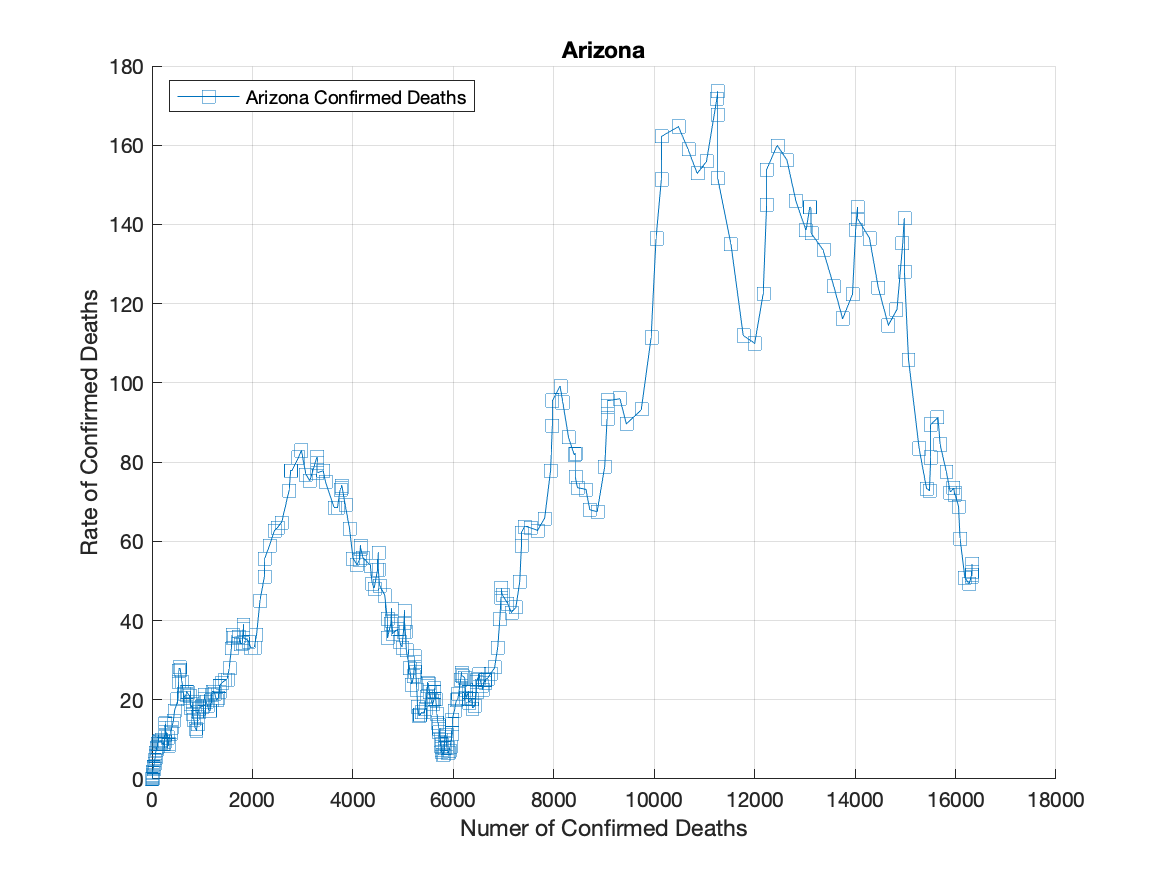 Arizona
Arizona Confirmed Deaths
180
160
140
120
100
80
60
40
20
0
Rate of Confirmed Deaths
0 2000 4000 6000 8000 10000 12000 14000 16000 18000
Numer of Confirmed Deaths